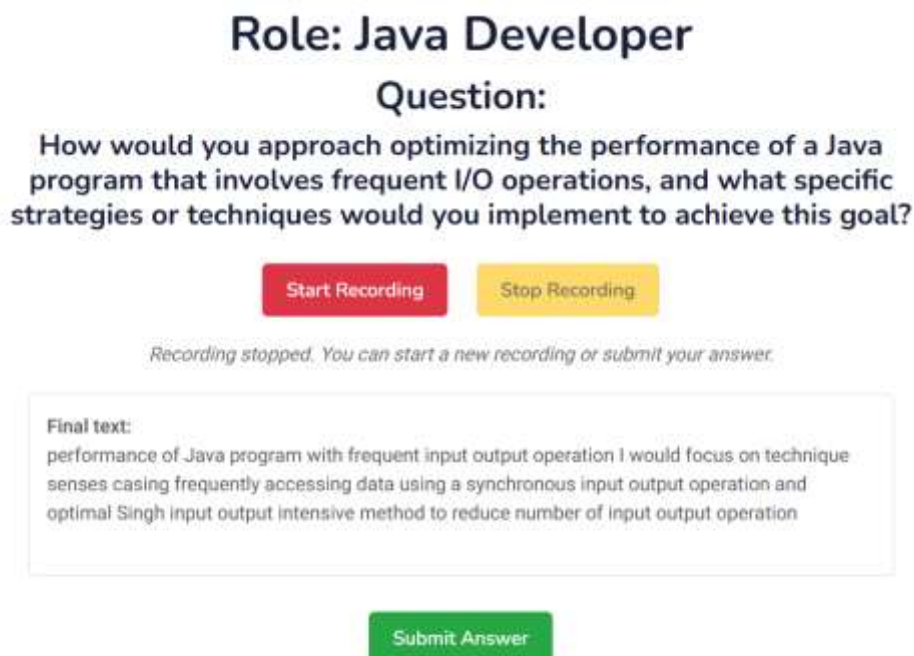 Role: Java Developer
Question:
How would you approach optimizing the performance of a Java
program that involves frequent I/O operations, and what specific
strategies or techniques would you implement to achieve this goal?
Start Recording
Stop Recording
Recording stopped. You can start a new recording or submit your answer.
Final text:
performance of Java program with frequent input output operation I would focus on technique
senses casing frequently accessing data using a synchronous input output operation and
optimal Singh input output intensive method to reduce number of input output operation
Submit Answer